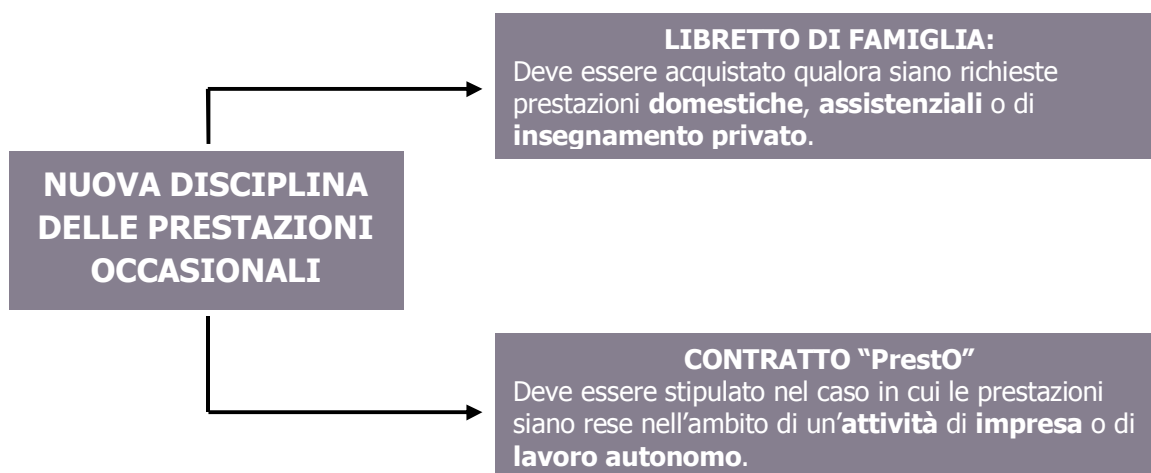 LIBRETTO DI FAMIGLIA:
Deve essere acquistato qualora siano richieste
prestazioni domestiche, assistenziali o di
insegnamento privato.
NUOVA DISCIPLINA
DELLE PRESTAZIONI
OCCASIONALI
CONTRATTO “PrestO”
Deve essere stipulato nel caso in cui le prestazioni
siano rese nell’ambito di un’attività di impresa o di
lavoro autonomo.